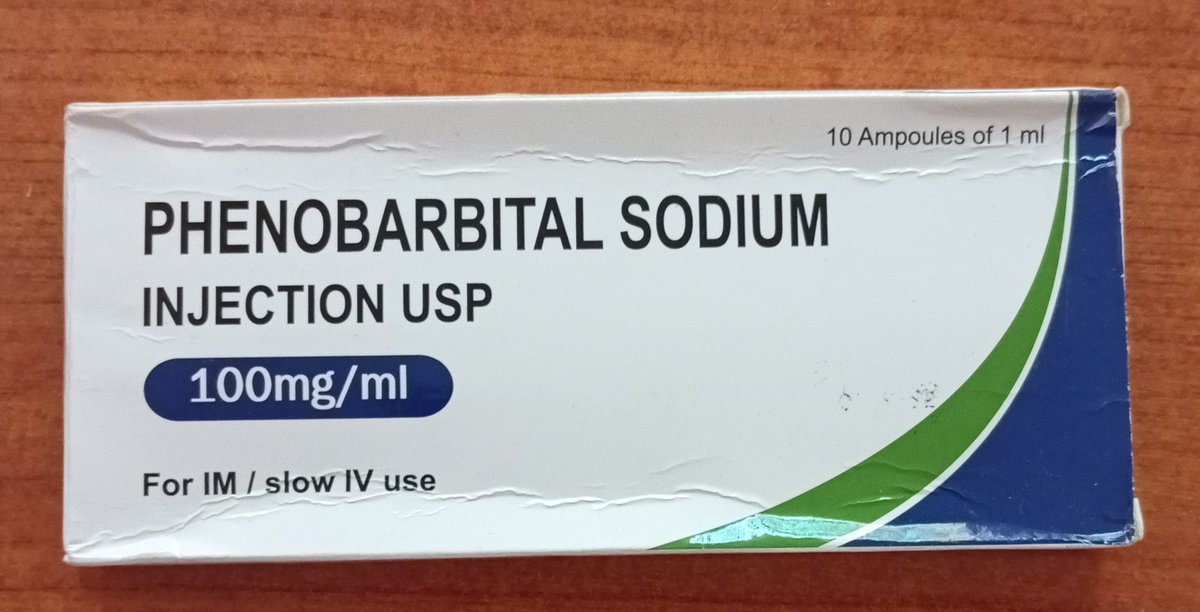 10 Ampoules of 1 ml
PHENOBARBITAL SODIUM
INJECTION USP
100mg/ml
For IM / slow IV use